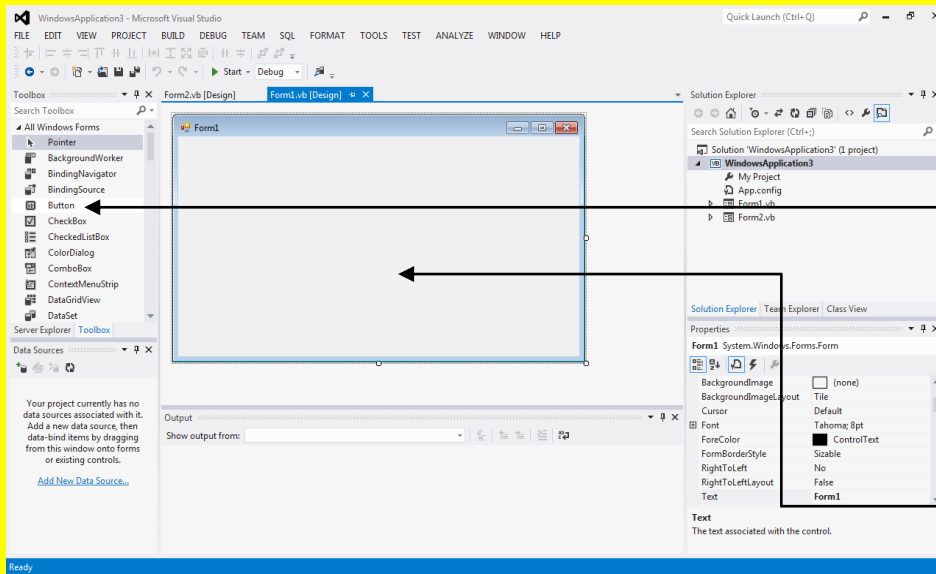 WindowsApplication3 - Microsoft Visual Studio
Quick Launch (Ctrl+Q)
FILE EDIT VIEW PROJECT BUILD DEBUG TEAM SQL FORMAT TOOLS TEST ANALYZE WINDOW HELP
Start Debug
Toolbox
Search Toolbox
All Windows Forms
Pointer
BackgroundWorker
BindingNavigator
BindingSource
Button
CheckBox
CheckedListBox
ColorDialog
ComboBox
ContextMenuStrip
DataGridView
DataSet
Server Explorer Toolbox
Data Sources
Your project currently has no
data sources associated with it.
Add a new data source, then
data-bind items by dragging
from this window onto forms
or existing controls.
Add New Data Source...
Form2.vb [Design] Form1.vb [Design]
Form1
Output
Show output from:
Solution Explorer
Search Solution Explorer (Ctrl+;)
Solution 'WindowsApplication3' (1 project)
VB WindowsApplication3
My Project
App.config
Form1.vb
Form2.vb
Solution Explorer Team Explorer Class View
Properties
Form1 System.Windows.Forms.Form
BackgroundImage (none)
BackgroundImageLayout Tile
Cursor Default
Font Tahoma; 8pt
ForeColor ControlText
FormBorderStyle Sizable
RightToLeft No
RightToLeftLayout False
Text Form1
Text
The text associated with the control.
Ready